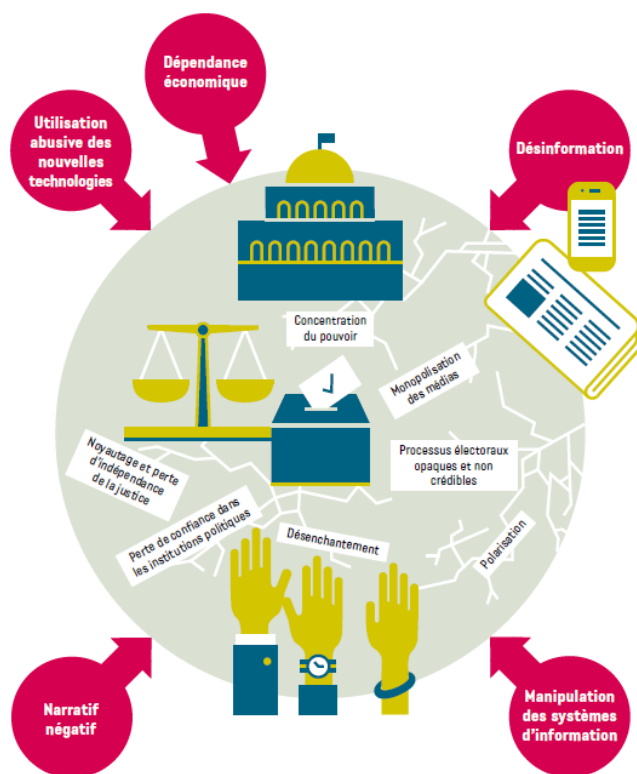 Dépendance
économique
Utilisation
abusive des
nouvelles
technologies
Désinformation
Concentration
du pouvoir
Monopolisation
des médias
Processus électoraux
opaques et non
crédibles
Noyautage et perte
d'indépendance
de la justice
Perte de confiance dans
les institutions politiques
Désenchantement
Polarisation
Narratif
négatif
Manipulation
des systèmes
d'information